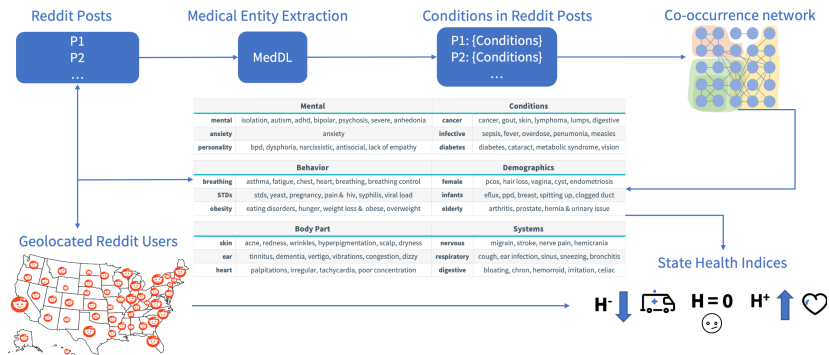 Reddit Posts
Medical Entity Extraction
Conditions in Reddit Posts
Co-occurrence network
P1
P2
...
MedDL
P1: {Conditions}
P2: {Conditions}
...
Mental
Conditions
mental isolation, autism, adhd, bipolar, psychosis, severe, anhedonia
cancer cancer, gout, skin, lymphoma, lumps, digestive
anxiety anxiety
infective sepsis, fever, overdose, penumonia, measles
personality bpd, dysphoria, narcissistic, antisocial, lack of empathy
diabetes diabetes, cataract, metabolic syndrome, vision
Behavior
Demographics
breathing asthma, fatigue, chest, heart, breathing, breathing control
female pcos, hair loss, vagina, cyst, endometriosis
STDs stds, yeast, pregnancy, pain & hiv, syphilis, viral load
infants eflux, ppd, breast, spitting up, clogged duct
obesity eating disorders, hunger, weight loss & obese, overweight
elderly arthritis, prostate, hernia & urinary issue
Body Part
Systems
skin acne, redness, wrinkles, hyperpigmentation, scalp, dryness
nervous migrain, stroke, nerve pain, hemicrania
ear tinnitus, dementia, vertigo, vibrations, congestion, dizzy
respiratory cough, ear infection, sinus, sneezing, bronchitis
heart palpitations, irregular, tachycardia, poor concentration
digestive bloating, chron, hemorroid, irritation, celiac
Geolocated Reddit Users
State Health Indices
H-
H = 0
H+